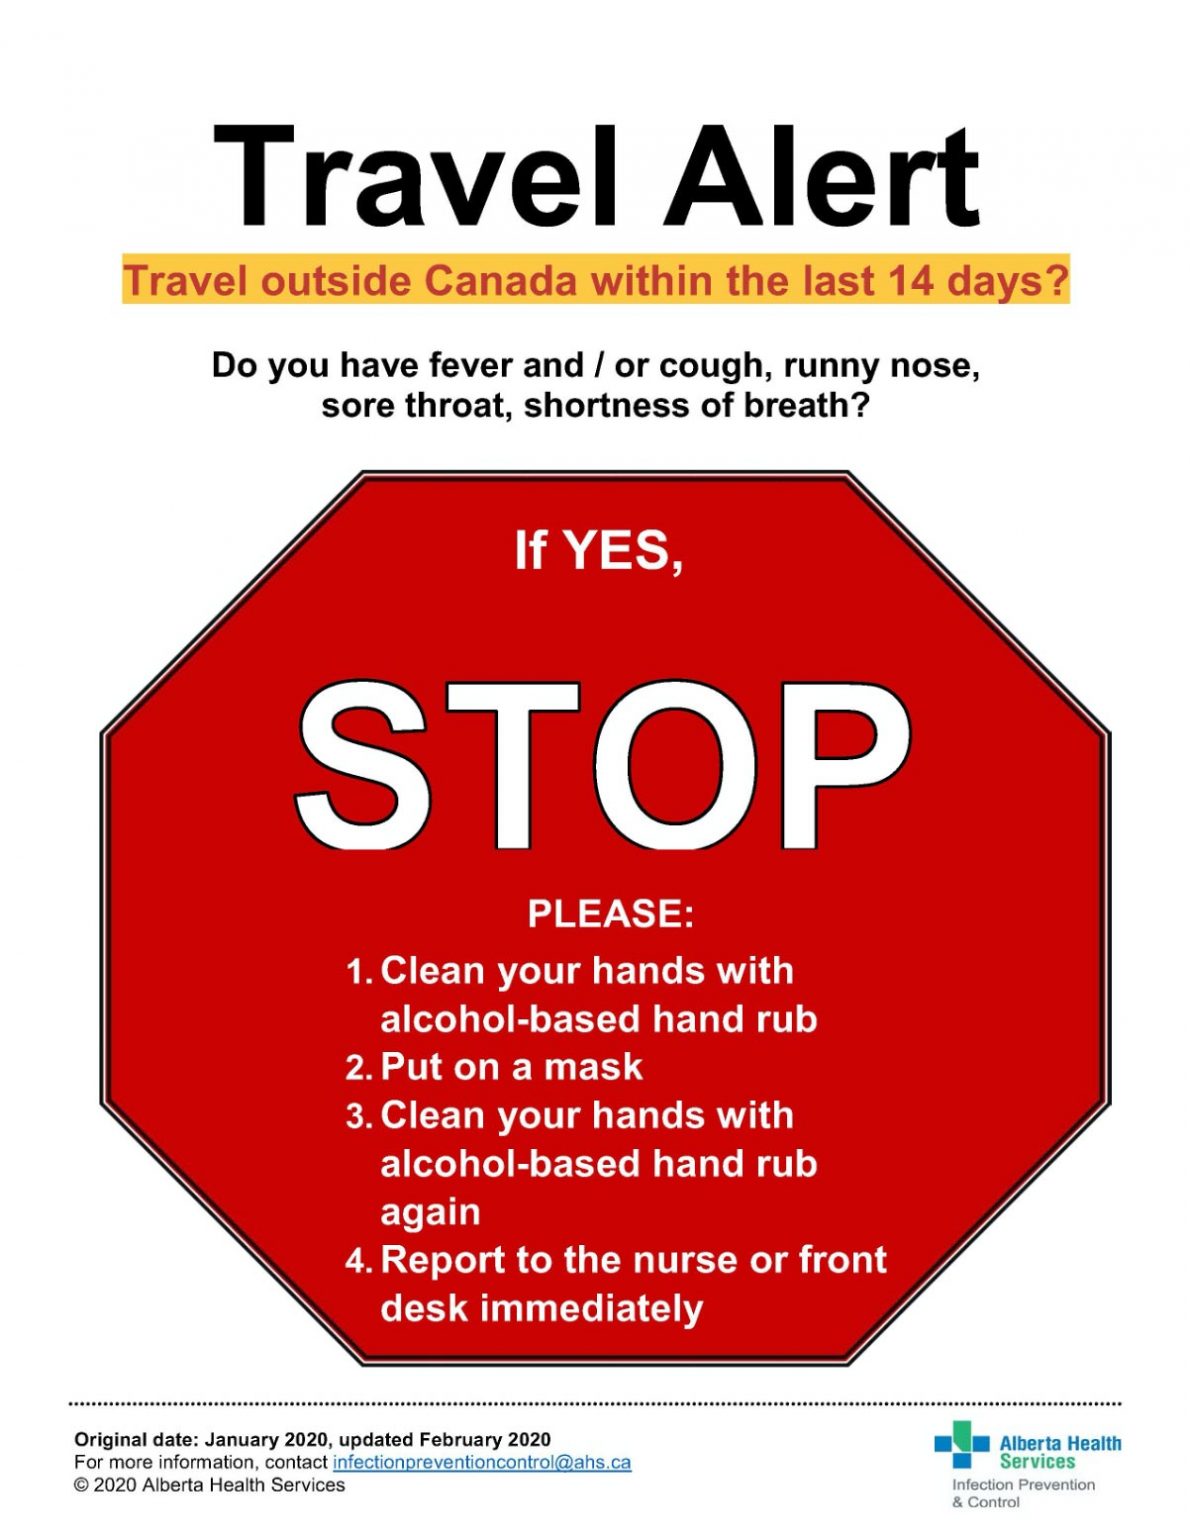 Travel Alert
Travel outside Canada within the last 14 days?
Do you have fever and / or cough, runny nose,
sore throat, shortness of breath?
If YES,
STOP
PLEASE:
1. Clean your hands with
alcohol-based hand rub
2. Put on a mask
3. Clean your hands with
alcohol-based hand rub
again
4. Report to the nurse or front
desk immediately
Original date: January 2020, updated February 2020
For more information, contact infectionpreventioncontrol@ahs.ca
© 2020 Alberta Health Services
Alberta Health
Services
Infection Prevention
& Control